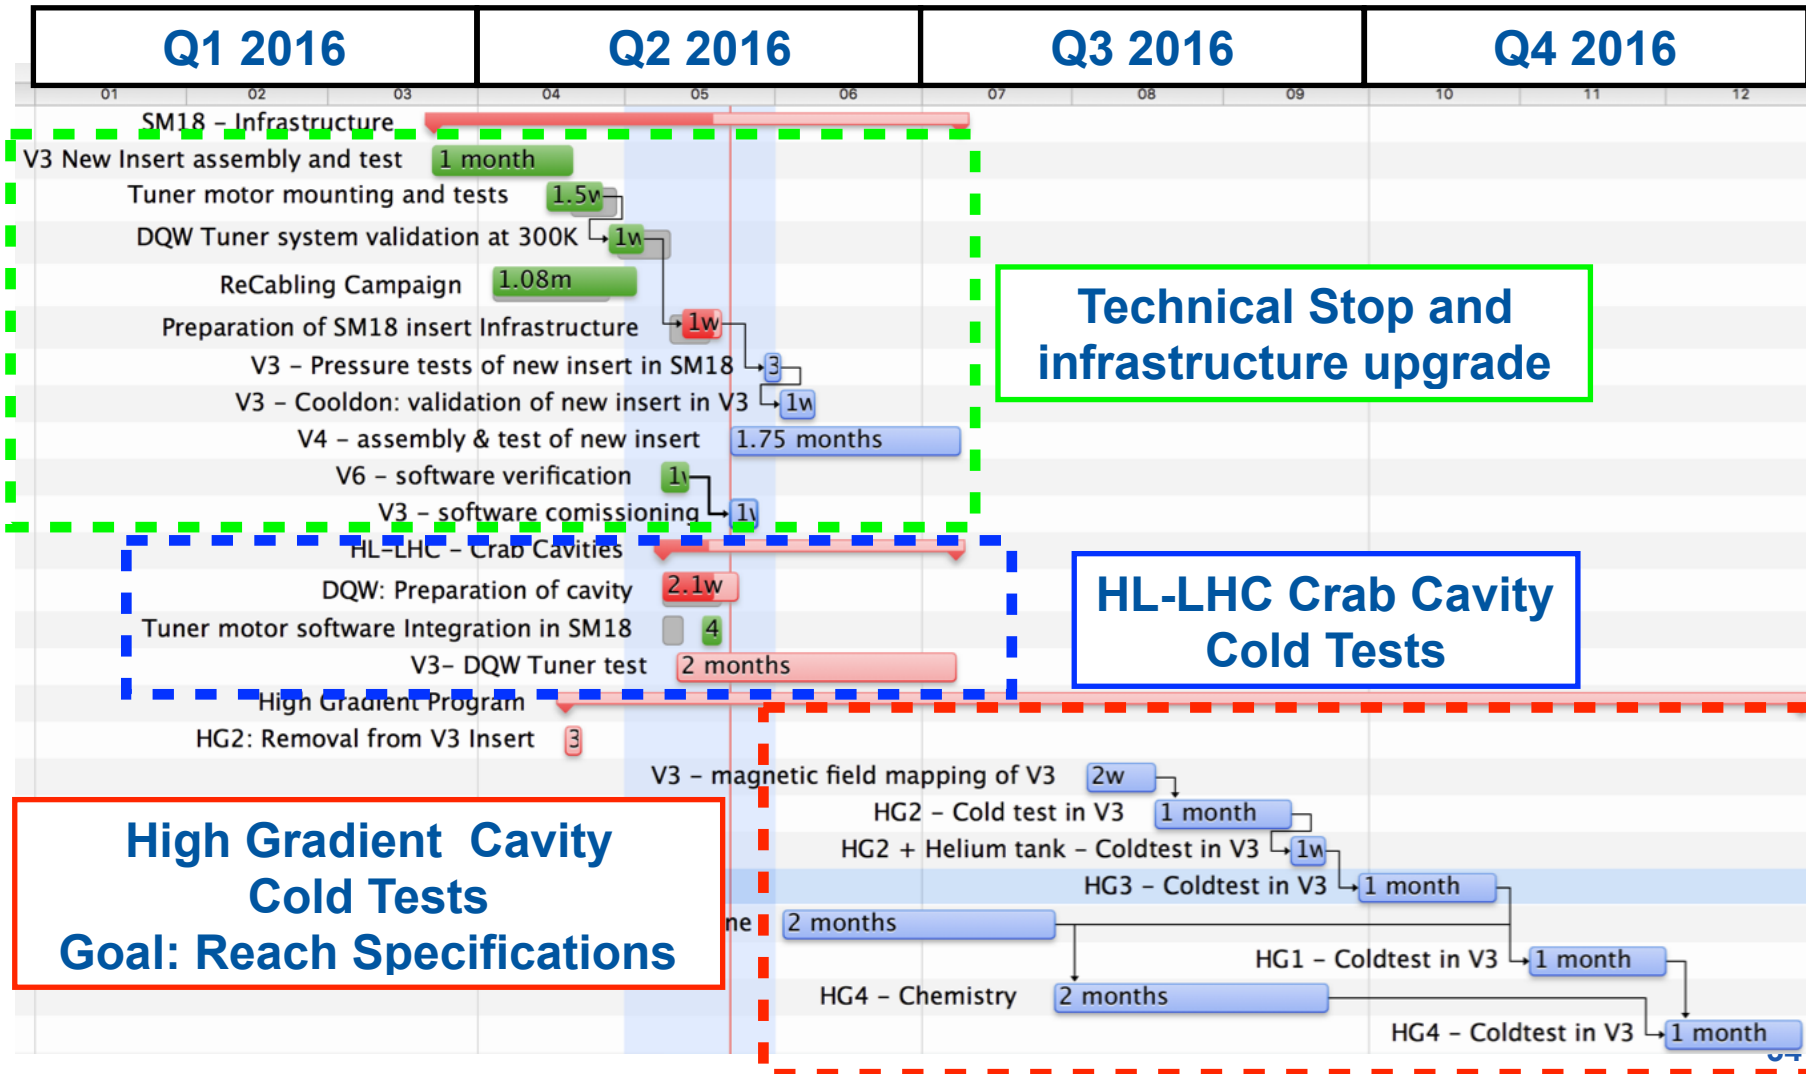 Q1 2016 Q2 2016 Q3 2016 Q4 2016
01 02 03 04 05 06 07 08 09 10 11 12
SM18 – Infrastructure
V3 New Insert assembly and test 1 month
Tuner motor mounting and tests 1.5w
DQW Tuner system validation at 300K 1w
ReCabling Campaign 1.08m
Preparation of SM18 insert Infrastructure 1w
V3 – Pressure tests of new insert in SM18 3
V3 – Cooldon: validation of new insert in V3 1w
V4 – assembly & test of new insert 1.75 months
V6 – software verification 1
V3 – software comissioning 1
Technical Stop and
infrastructure upgrade
HL-LHC – Crab Cavities
DQW: Preparation of cavity 2.1w
Tuner motor software Integration in SM18 4
V3– DQW Tuner test 2 months
HL-LHC Crab Cavity
Cold Tests
High Gradient Program
HG2: Removal from V3 Insert 3
V3 – magnetic field mapping of V3 2w
HG2 – Cold test in V3 1 month
HG2 + Helium tank – Coldtest in V3 1w
HG3 – Coldtest in V3 1 month
ne 2 months
HG1 – Coldtest in V3 1 month
HG4 – Chemistry 2 months
HG4 – Coldtest in V3 1 month
High Gradient Cavity
Cold Tests
Goal: Reach Specifications